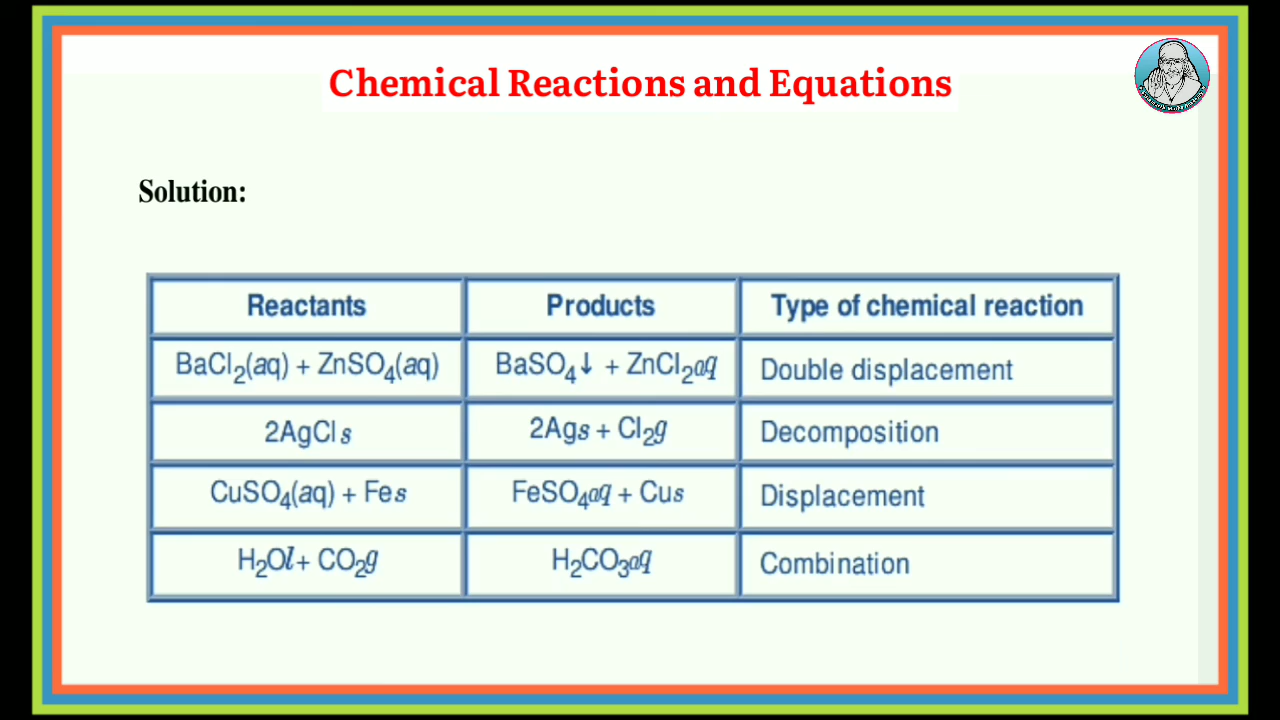 Chemical Reactions and Equations
Solution:
Reactants Products Type of chemical reaction
BaCl₂(aq) + ZnSO₄(aq) BaSO₄↓ + ZnCl₂aq Double displacement
2AgCl s 2Ags + Cl₂g Decomposition
CuSO₄(aq) + Fes FeSO₄aq + Cus Displacement
H₂Ol + CO₂g H₂CO₃aq Combination